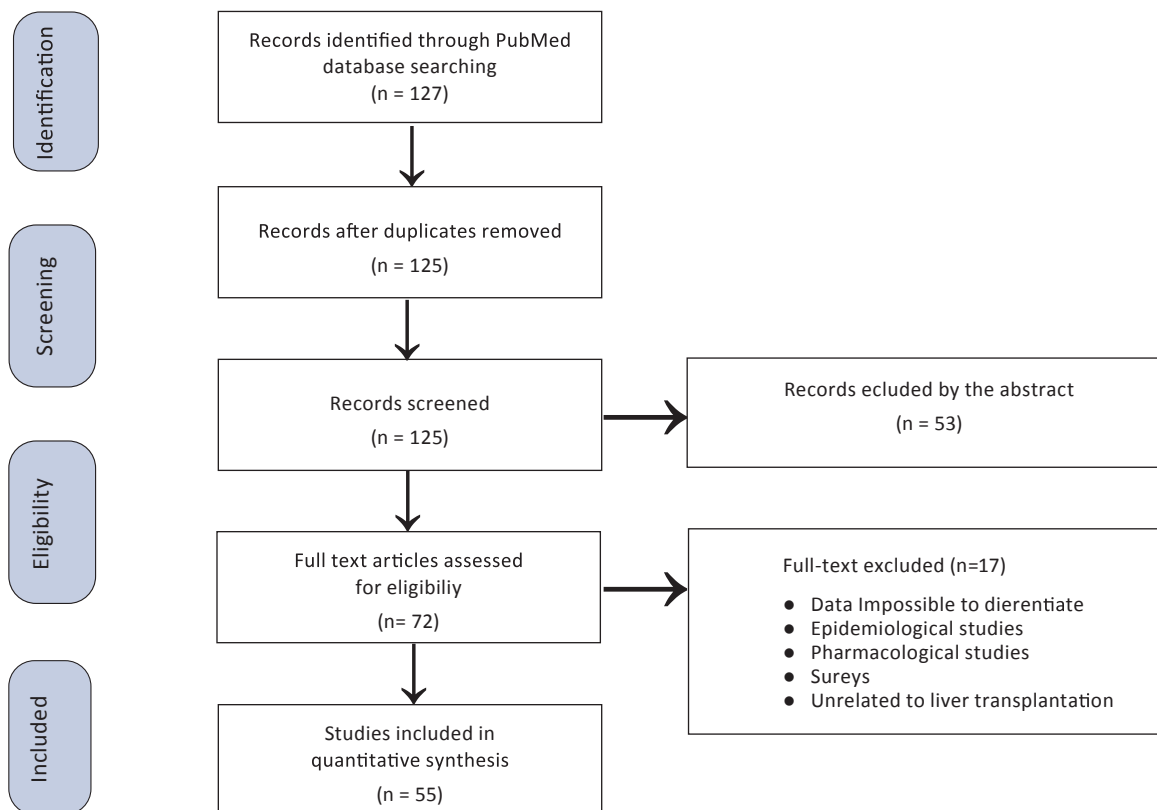 Identification
Records identified through PubMed
database searching
(n = 127)
Records after duplicates removed
(n = 125)
Screening
Records screened
(n = 125)
Records ecluded by the abstract
(n = 53)
Eligibility
Full text articles assessed
for eligibiliy
(n= 72)
Full-text excluded (n=17)
● Data Impossible to dierentiate
● Epidemiological studies
● Pharmacological studies
● Sureys
● Unrelated to liver transplantation
Included
Studies included in
quantitative synthesis
(n = 55)